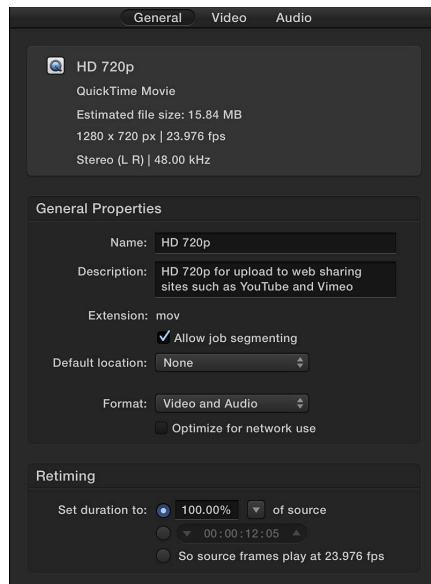 General Video Audio
HD 720p
QuickTime Movie
Estimated file size: 15.84 MB
1280 x 720 px | 23.976 fps
Stereo (L R) | 48.00 kHz
General Properties
Name: HD 720p
Description: HD 720p for upload to web sharing
sites such as YouTube and Vimeo
Extension: mov
Allow job segmenting
Default location: None
Format: Video and Audio
Optimize for network use
Retiming
Set duration to: 100.00% of source
00:00:12:05
So source frames play at 23.976 fps